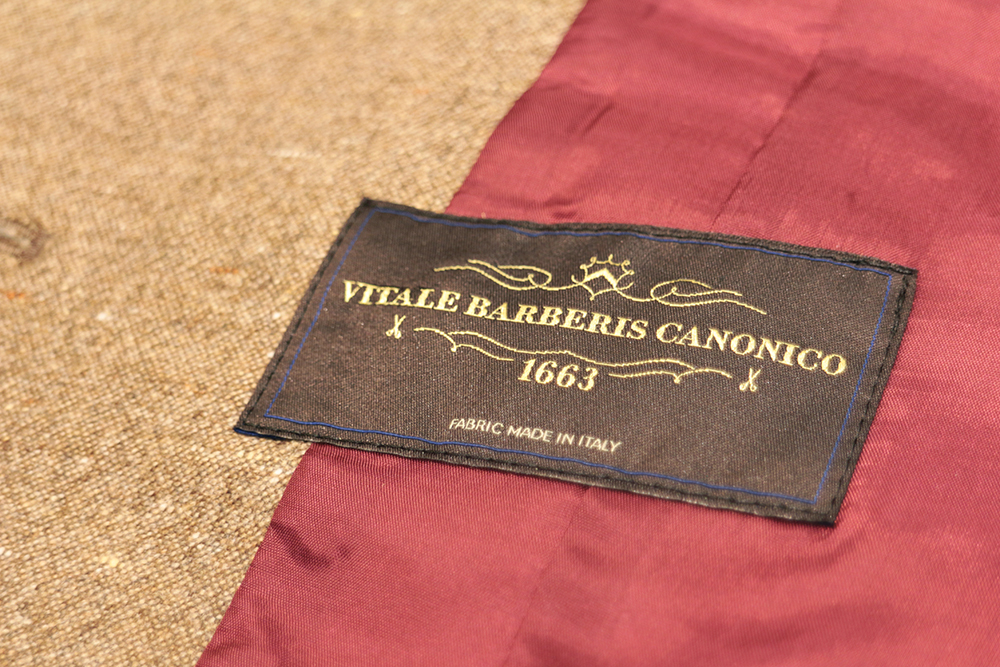 VITALE BARBERIS CANONICO
1663
FABRIC MADE IN ITALY